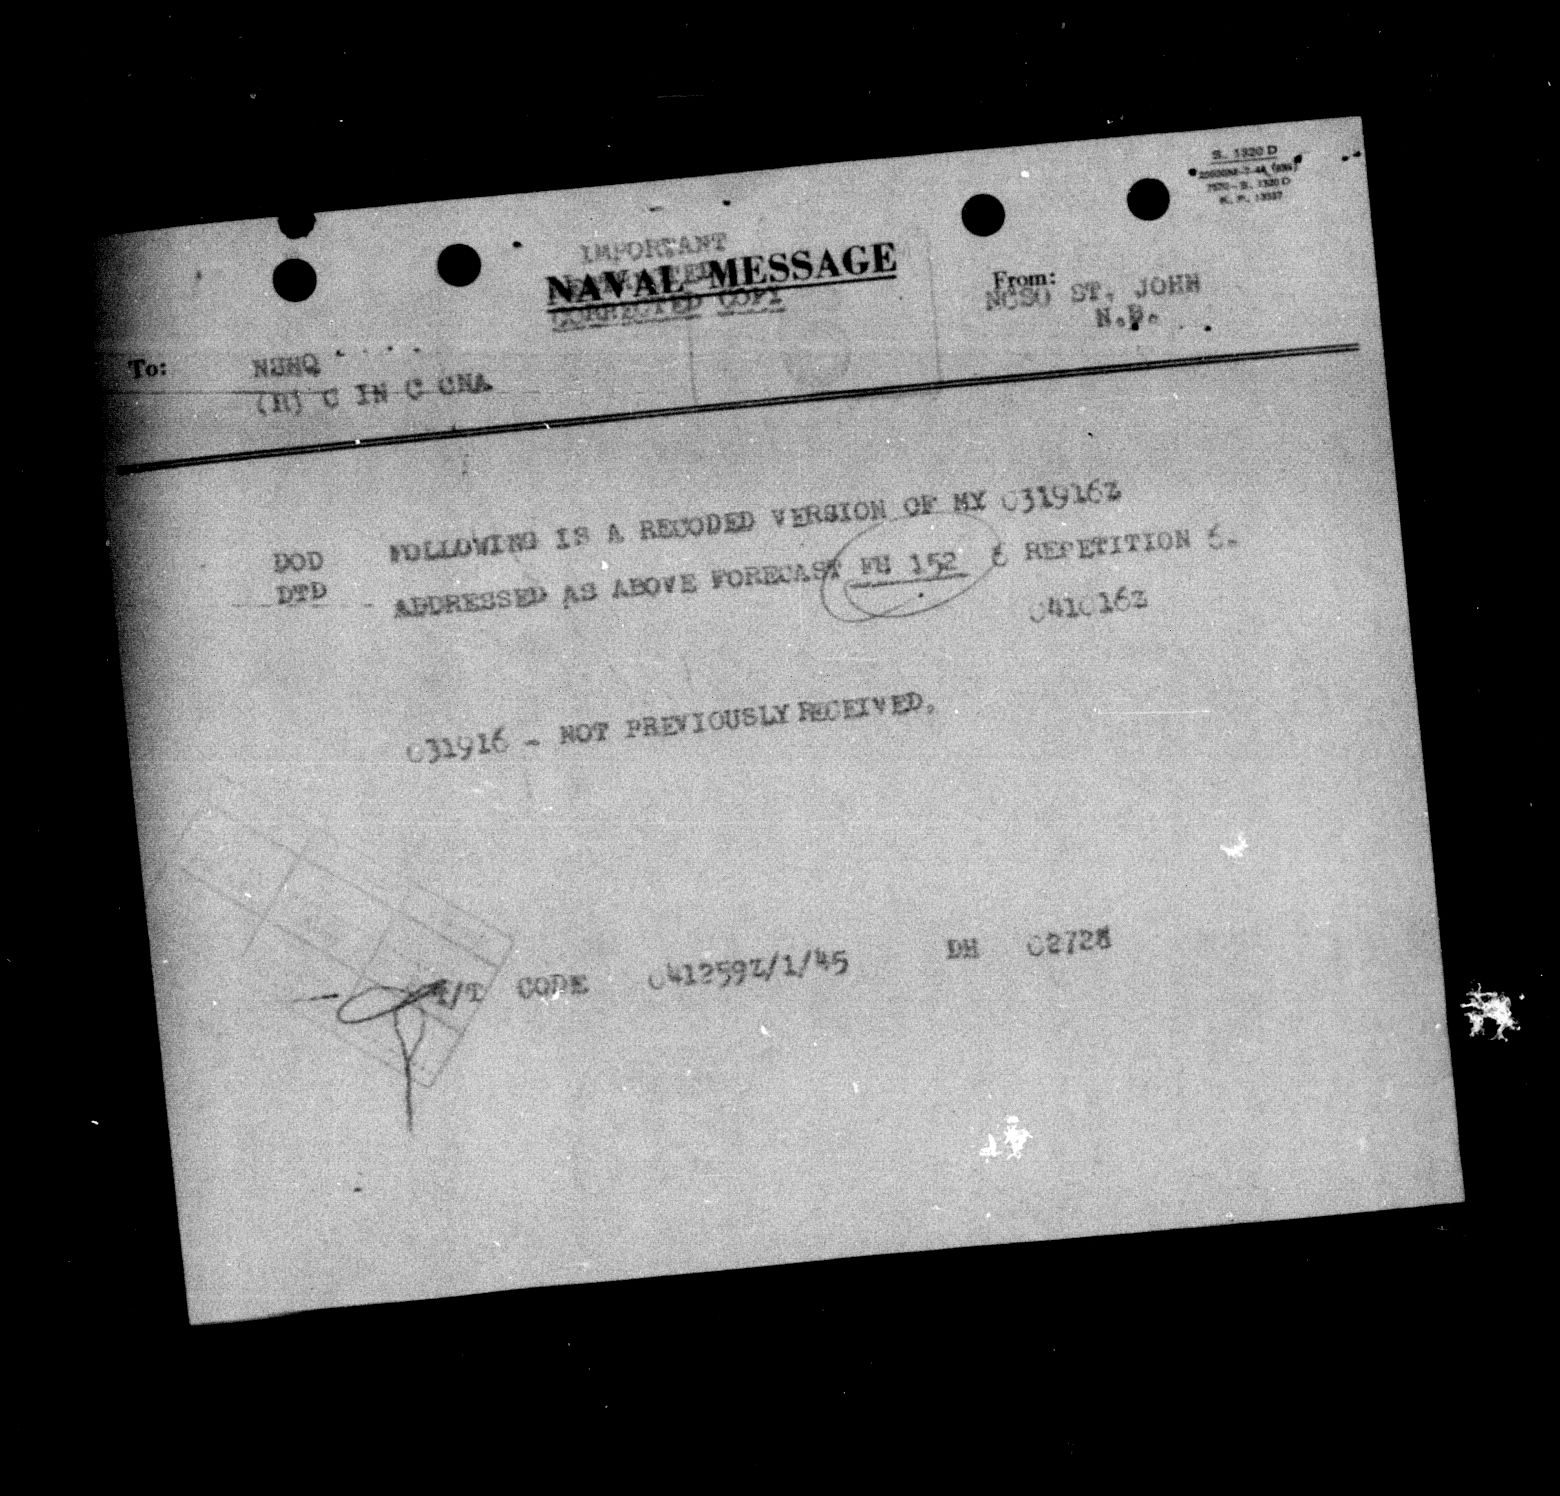 S. 1320 D
IMPORTANT
NAVAL MESSAGE
CORRECTED COPY
From:
NCSO ST. JOHN
N.B.
To:
NSHQ
(R) C IN C CNA
DOD FOLLOWING IS A RECODED VERSION OF MY 031916Z
DTD ADDRESSED AS ABOVE FORECAST FH 152 6 REPETITION 6.
041016Z
031916 - NOT PREVIOUSLY RECEIVED.
T/T CODE 041259Z/1/45 DH 02728